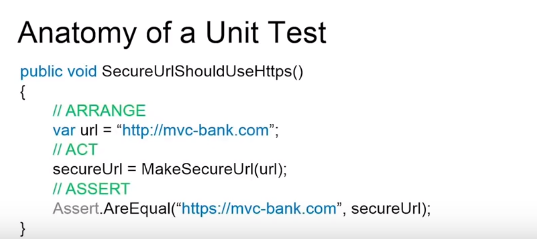 Anatomy of a Unit Test
public void SecureUrlShouldUseHttps()
{
// ARRANGE
var url = “http://mvc-bank.com”;
// ACT
secureUrl = MakeSecureUrl(url);
// ASSERT
Assert.AreEqual(“https://mvc-bank.com”, secureUrl);
}